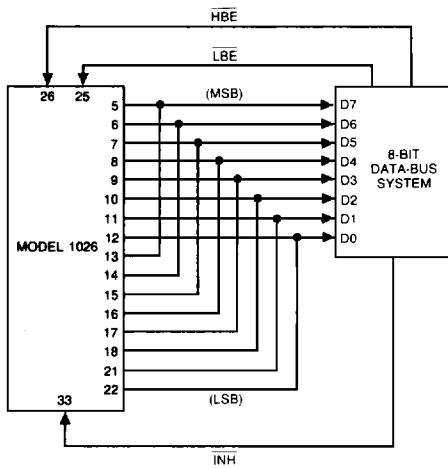 HBE
LBE
26 25
5 (MSB) D7
6 D6
7 D5
8 D4
9 D3
10 D2
11 D1
12 D0
13
14
15
16
17
18
21
22 (LSB)
MODEL 1026
33
8-BIT
DATA-BUS
SYSTEM
INH